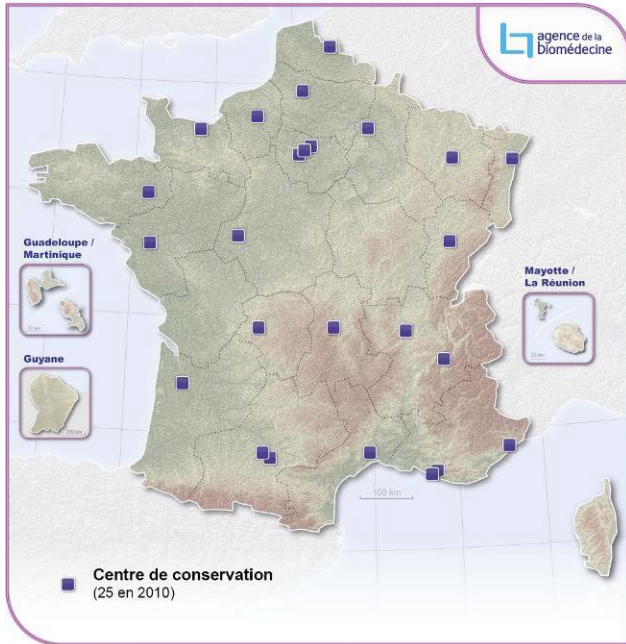 agence de la
biomédecine
Guadeloupe /
Martinique
Guyane
Mayotte /
La Réunion
100 km
Centre de conservation
(25 en 2010)